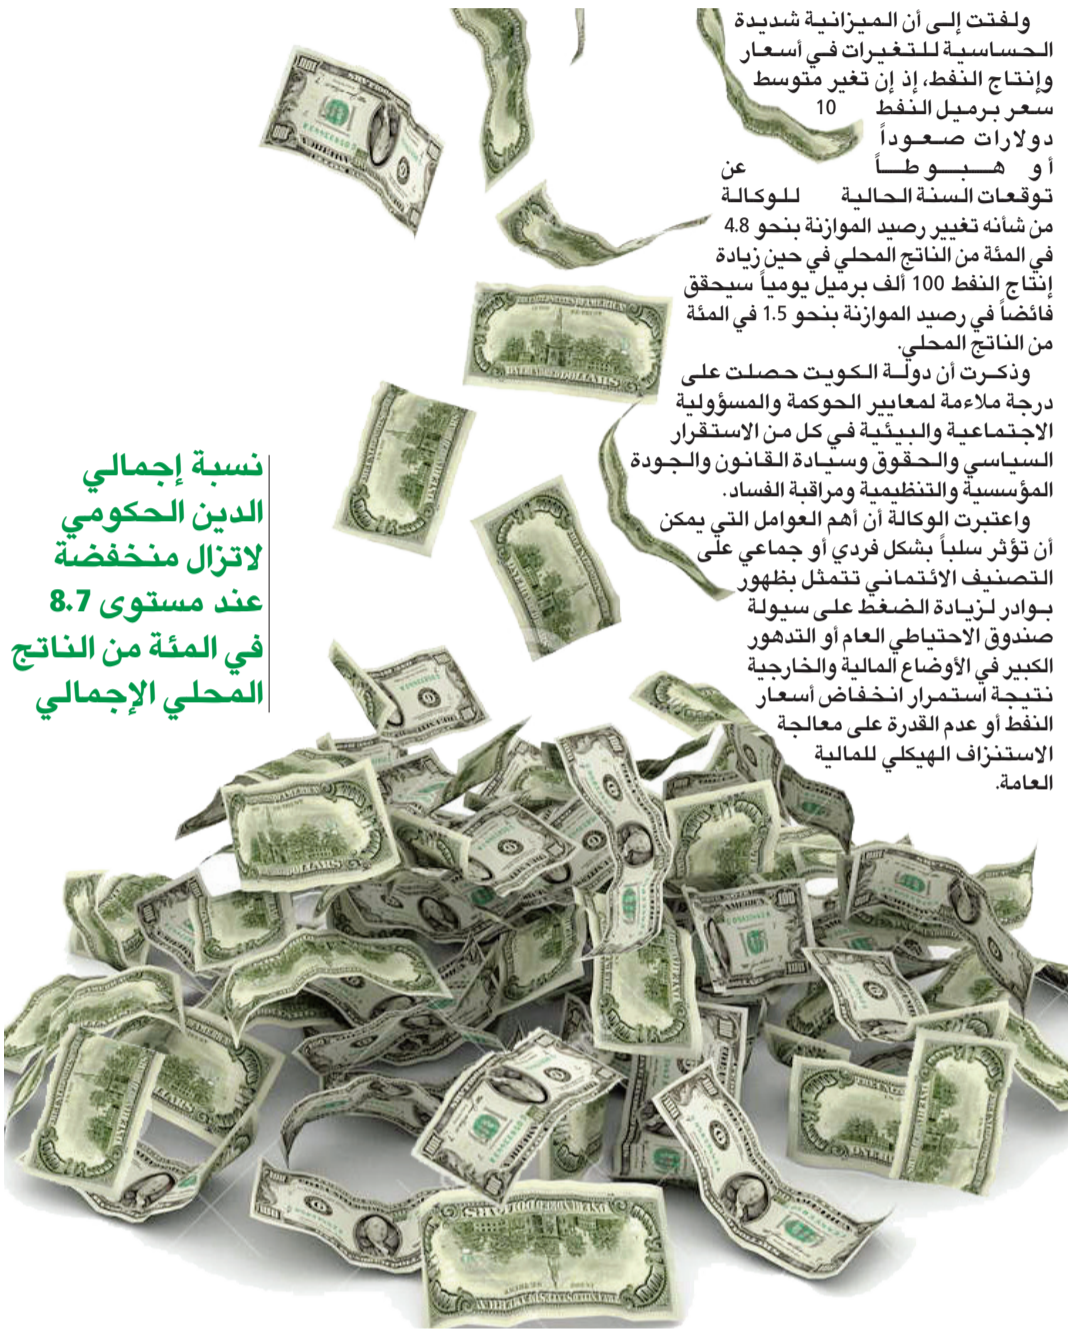 ولفتت إلى أن الميزانية شديدة
الحساسية للتغيرات في أسعار
وإنتاج النفط، إذ إن تغير متوسط
سعر برميل النفط 10
دولارات صعوداً
أو هبوطاً عن
توقعات السنة الحالية للوكالة
من شأنه تغيير رصيد الموازنة بنحو 4.8
في المئة من الناتج المحلي في حين زيادة
إنتاج النفط 100 ألف برميل يومياً سيحقق
فائضاً في رصيد الموازنة بنحو 1.5 في المئة
من الناتج المحلي.
وذكرت أن دولة الكويت حصلت على
درجة ملاءمة لمعايير الحوكمة والمسؤولية
الاجتماعية والبيئية في كل من الاستقرار
السياسي والحقوق وسيادة القانون والجودة
المؤسسية والتنظيمية ومراقبة الفساد.
واعتبرت الوكالة أن أهم العوامل التي يمكن
أن تؤثر سلباً بشكل فردي أو جماعي على
التصنيف الائتماني تتمثل بظهور
بوادر لزيادة الضغط على سيولة
صندوق الاحتياطي العام أو التدهور
الكبير في الأوضاع المالية والخارجية
نتيجة استمرار انخفاض أسعار
النفط أو عدم القدرة على معالجة
الاستنزاف الهيكلي للمالية
العامة.
نسبة إجمالي
الدين الحكومي
لاتزال منخفضة
عند مستوى 8.7
في المئة من الناتج
المحلي الإجمالي